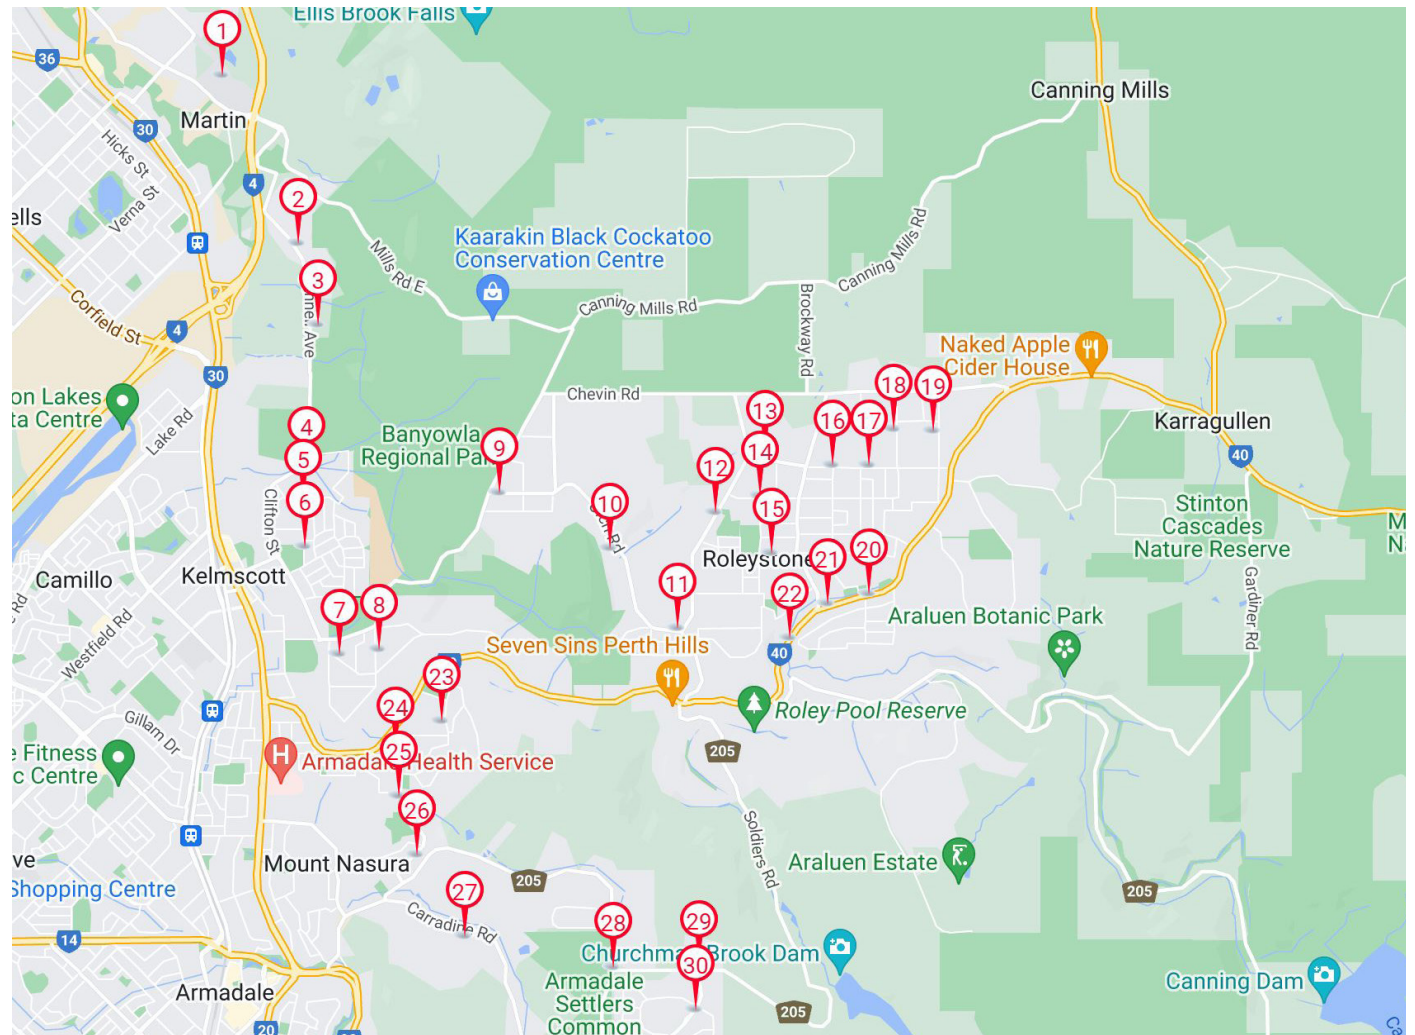 Ellis Brook Falls
1
36
Canning Mills
Martin
30
Hicks St
4
Verna St
2
ells
Kaarakin Black Cockatoo
Conservation Centre
Mills Rd E
Canning Mills Rd
3
Canning Mills Rd
Brockway Rd
Corfield St
4
nnell Ave
Naked Apple
Cider House
30
18
19
Chevin Rd
on Lakes
ta Centre
Lake Rd
4
13
16
17
Karragullen
Banyowla
Regional Pa
9
14
12
40
5
6
Clifton St
10
15
Stinton
Cascades
Nature Reserve
M
Na
Rd
Roleystone
21
20
Camillo
Kelmscott
11
22
Gardiner Rd
Rd
Westfield Rd
7
8
Araluen Botanic Park
Seven Sins Perth Hills
40
23
24
Roley Pool Reserve
Gillam Dr
205
e Fitness
c Centre
H
Armadale Health Service
25
26
Soldiers Rd
ve
Mount Nasura
Araluen Estate
Shopping Centre
205
205
27
Carradine Rd
28
29
14
Churchma
Brook Dam
30
Armadale
Armadale
Settlers
Common
Canning Dam
205
20
Ca